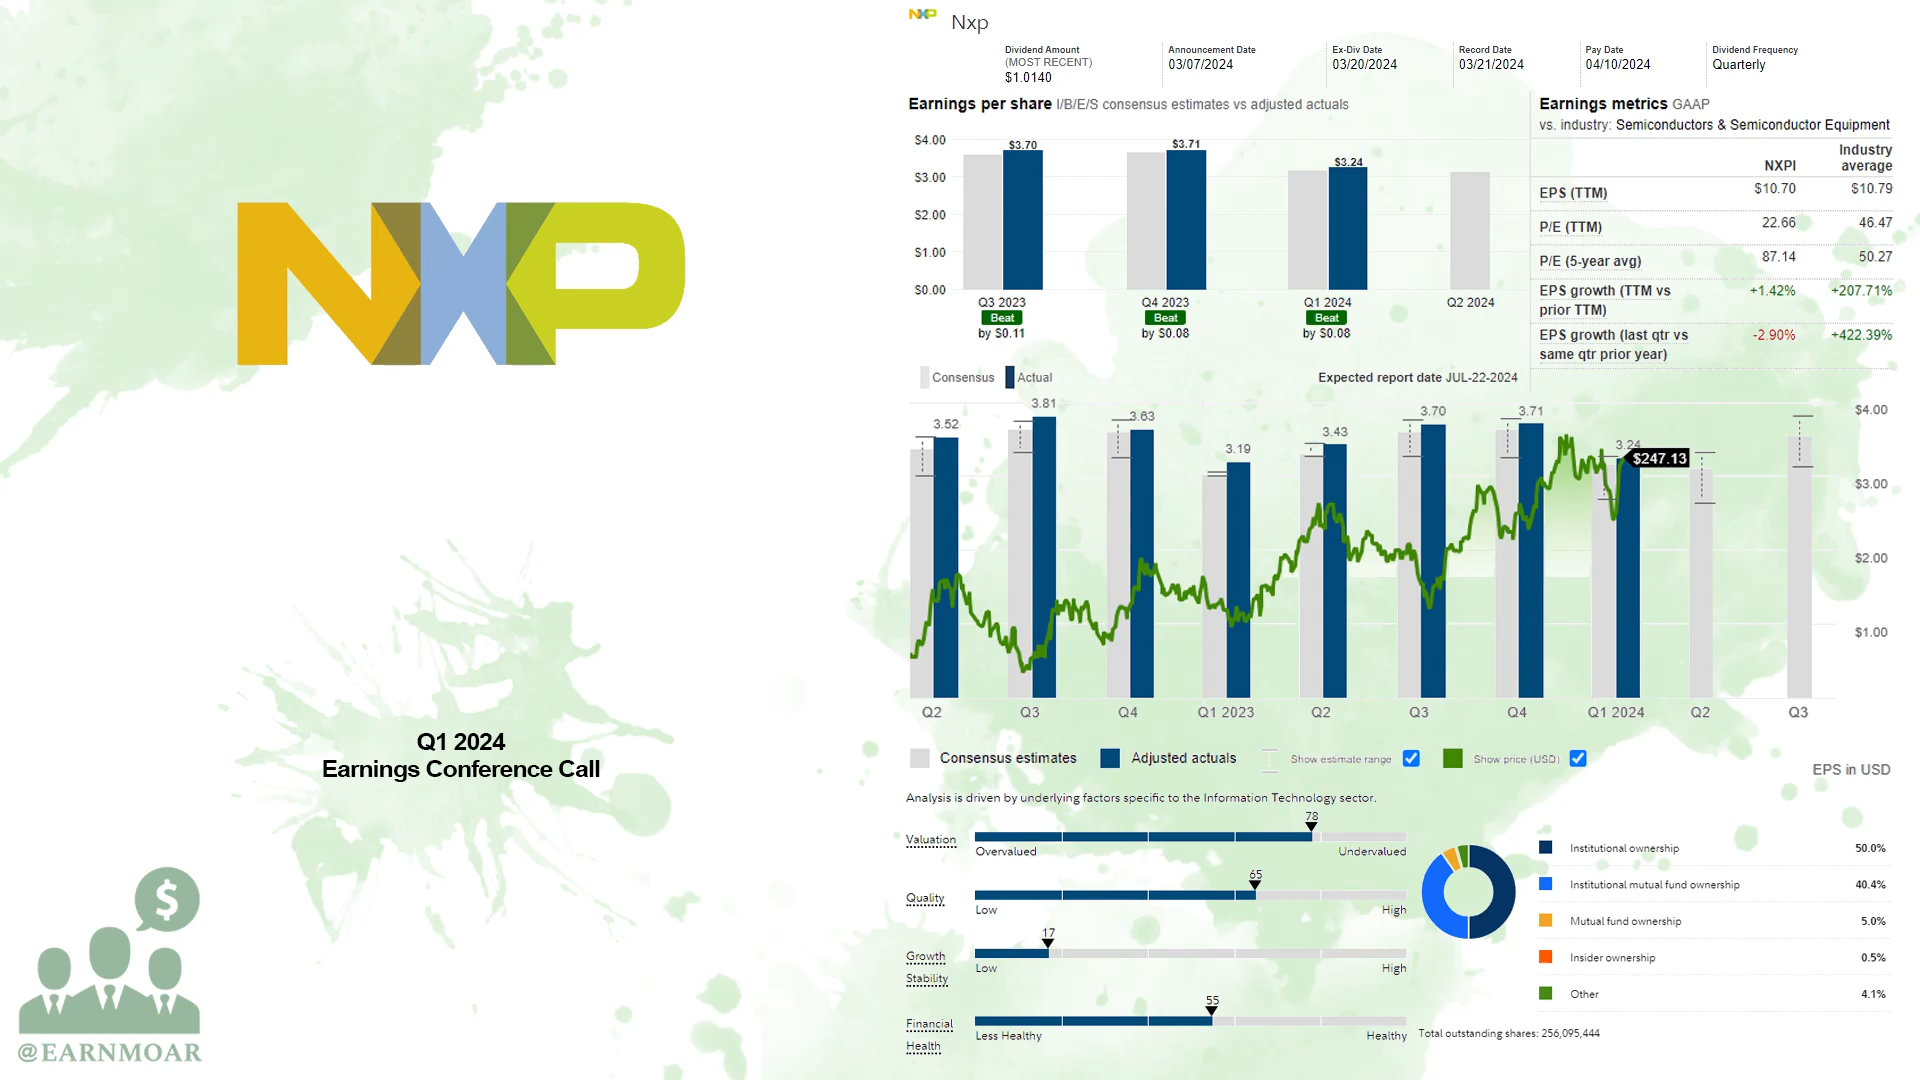 NXP
Q1 2024
Earnings Conference Call
@EARNMOAR
NXP
Nxp
Dividend Amount
(MOST RECENT)
$1.0140
Announcement Date
03/07/2024
Ex-Div Date
03/20/2024
Record Date
03/21/2024
Pay Date
04/10/2024
Dividend Frequency
Quarterly
Earnings per share I/B/E/S consensus estimates vs adjusted actuals
$4.00
$3.00
$2.00
$1.00
$0.00
$3.70
$3.71
$3.24
Q3 2023
Beat
by $0.11
Q4 2023
Beat
by $0.08
Q1 2024
Beat
by $0.08
Q2 2024
Consensus
Actual
Expected report date JUL-22-2024
Earnings metrics GAAP
vs. industry: Semiconductors & Semiconductor Equipment
NXPI
Industry
average
EPS (TTM) $10.70 $10.79
P/E (TTM) 22.66 46.47
P/E (5-year avg) 87.14 50.27
EPS growth (TTM vs
prior TTM) +1.42% +207.71%
EPS growth (last qtr vs
same qtr prior year) -2.90% +422.39%
3.52
3.81
3.63
3.19
3.43
3.70
3.71
3.24
$247.13
$4.00
$3.00
$2.00
$1.00
Q2 Q3 Q4 Q1 2023 Q2 Q3 Q4 Q1 2024 Q2 Q3
Consensus estimates
Adjusted actuals
Show estimate range
Show price (USD)
EPS in USD
Analysis is driven by underlying factors specific to the Information Technology sector.
Valuation
78
Overvalued Undervalued
Quality
65
Low High
Growth
Stability
17
Low High
Financial
Health
55
Less Healthy Healthy
Institutional ownership 50.0%
Institutional mutual fund ownership 40.4%
Mutual fund ownership 5.0%
Insider ownership 0.5%
Other 4.1%
Total outstanding shares: 256,095,444